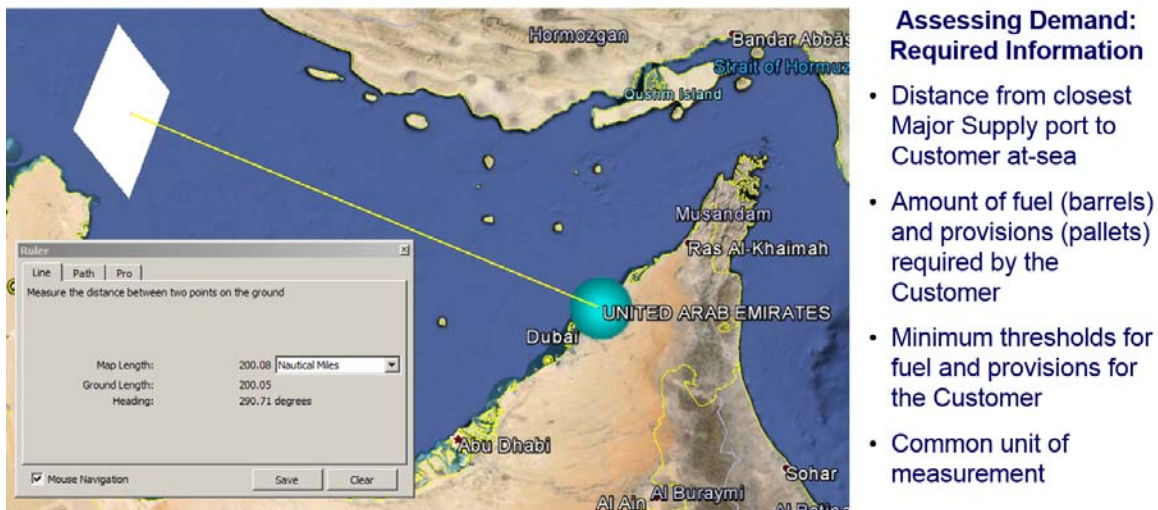 Hormozgan
Bandar Abbás
Strait of Hormuz
Qushm Island
Musandam
Ras Al-Khaimah
UNITED ARAB EMIRATES
Dubai
Abu Dhabi
Sohar
Al Buraymi
Al Ain
Ruler
Line
Path
Pro
Measure the distance between two points on the ground
Map Length: 200.08 Nautical Miles
Ground Length: 200.05
Heading: 290.71 degrees
Mouse Navigation
Save
Clear
Assessing Demand:
Required Information
• Distance from closest
Major Supply port to
Customer at-sea
• Amount of fuel (barrels)
and provisions (pallets)
required by the
Customer
• Minimum thresholds for
fuel and provisions for
the Customer
• Common unit of
measurement